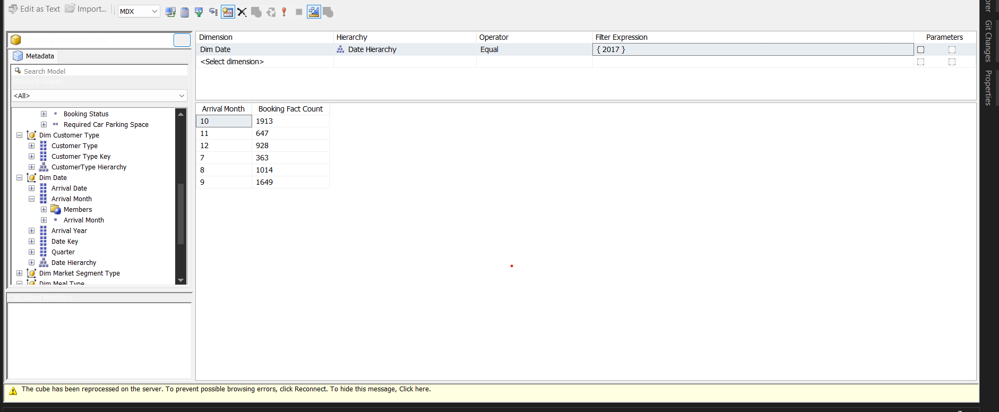 Edit as Text Import... MDX
Metadata
Search Model
Measure Group:
<All>
Booking Status
Required Car Parking Space
Dim Customer Type
Customer Type
Customer Type Key
CustomerType Hierarchy
Dim Date
Arrival Date
Arrival Month
Members
Arrival Month
Arrival Year
Date Key
Quarter
Date Hierarchy
Dim Market Segment Type
Dim Meal Type
Calculated Members
Dimension Hierarchy Operator Filter Expression Parameters
Dim Date Date Hierarchy Equal { 2017 }
<Select dimension>
Arrival Month Booking Fact Count
10 1913
11 647
12 928
7 363
8 1014
9 1649
The cube has been reprocessed on the server. To prevent possible browsing errors, click Reconnect. To hide this message, Click here.
Git Changes
Properties